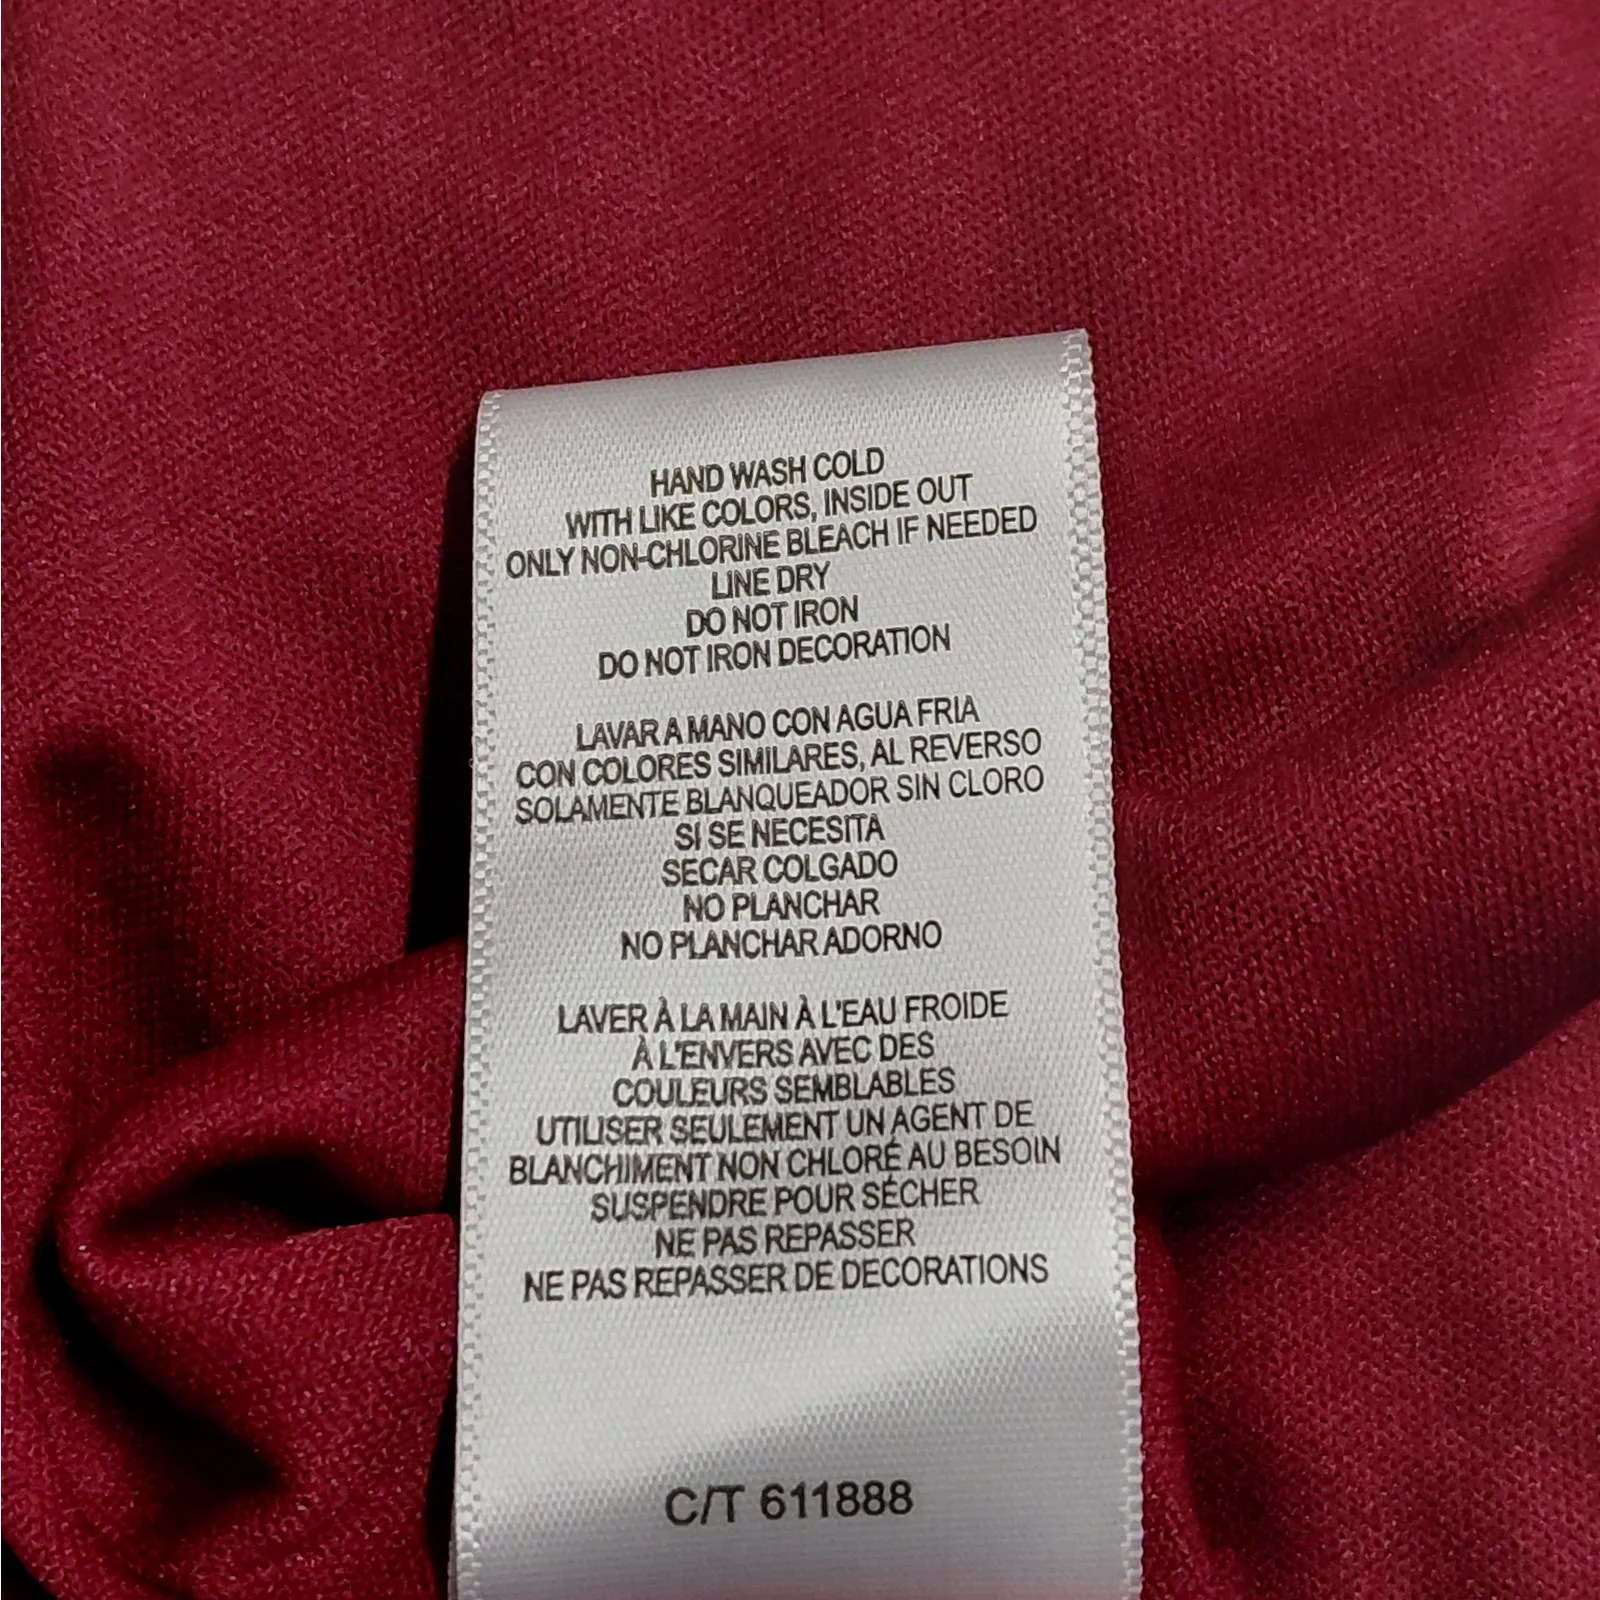 HAND WASH COLD
WITH LIKE COLORS, INSIDE OUT
ONLY NON-CHLORINE BLEACH IF NEEDED
LINE DRY
DO NOT IRON
DO NOT IRON DECORATION
LAVAR A MANO CON AGUA FRIA
CON COLORES SIMILARES, AL REVERSO
SOLAMENTE BLANQUEADOR SIN CLORO
SI SE NECESITA
SECAR COLGADO
NO PLANCHAR
NO PLANCHAR ADORNO
LAVER À LA MAIN À L'EAU FROIDE
À L'ENVERS AVEC DES
COULEURS SEMBLABLES
UTILISER SEULEMENT UN AGENT DE
BLANCHIMENT NON CHLORÉ AU BESOIN
SUSPENDRE POUR SÉCHER
NE PAS REPASSER
NE PAS REPASSER DE DECORATIONS
C/T 611888